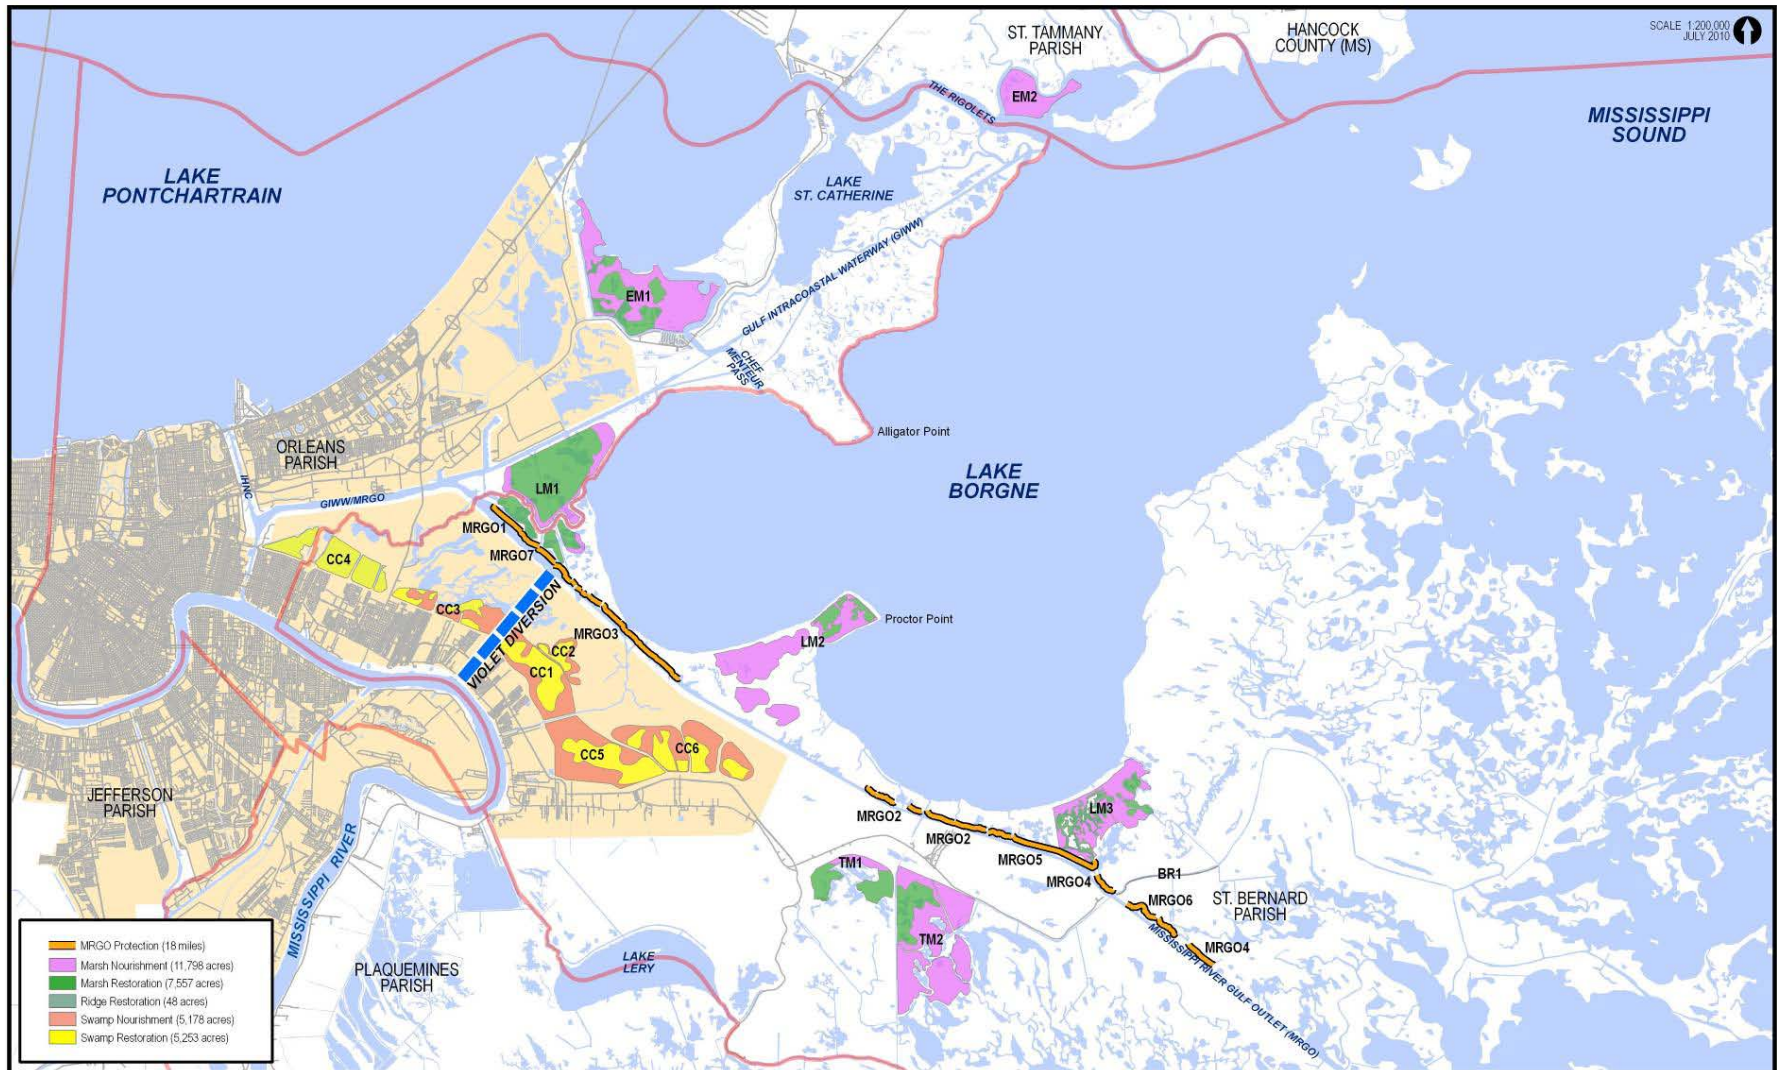 SCALE 1:200,000
JULY 2010
ST. TAMMANY
PARISH
HANCOCK
COUNTY (MS)
EM2
THE RIGOLETS
MISSISSIPPI
SOUND
LAKE
PONTCHARTRAIN
LAKE
ST. CATHERINE
GULF INTRACOASTAL WATERWAY (GIWW)
EM1
CHEF
MENTEUR
PASS
Alligator Point
ORLEANS
PARISH
IHNC
GIWW/MRGO
LM1
LAKE
BORGNE
MRGO1
MRGO7
CC4
CC3
VIOLET DIVERSION
MRGO3
Proctor Point
LM2
CC2
CC1
CC5
CC6
JEFFERSON
PARISH
MISSISSIPPI RIVER
LM3
MRGO2
MRGO2
MRGO5
MRGO4
TM1
BR1
MRGO6
ST. BERNARD
PARISH
TM2
MRGO4
MISSISSIPPI RIVER GULF OUTLET (MRGO)
LAKE
LERY
PLAQUEMINES
PARISH
MRGO Protection (18 miles)
Marsh Nourishment (11,798 acres)
Marsh Restoration (7,557 acres)
Ridge Restoration (48 acres)
Swamp Nourishment (5,178 acres)
Swamp Restoration (5,253 acres)